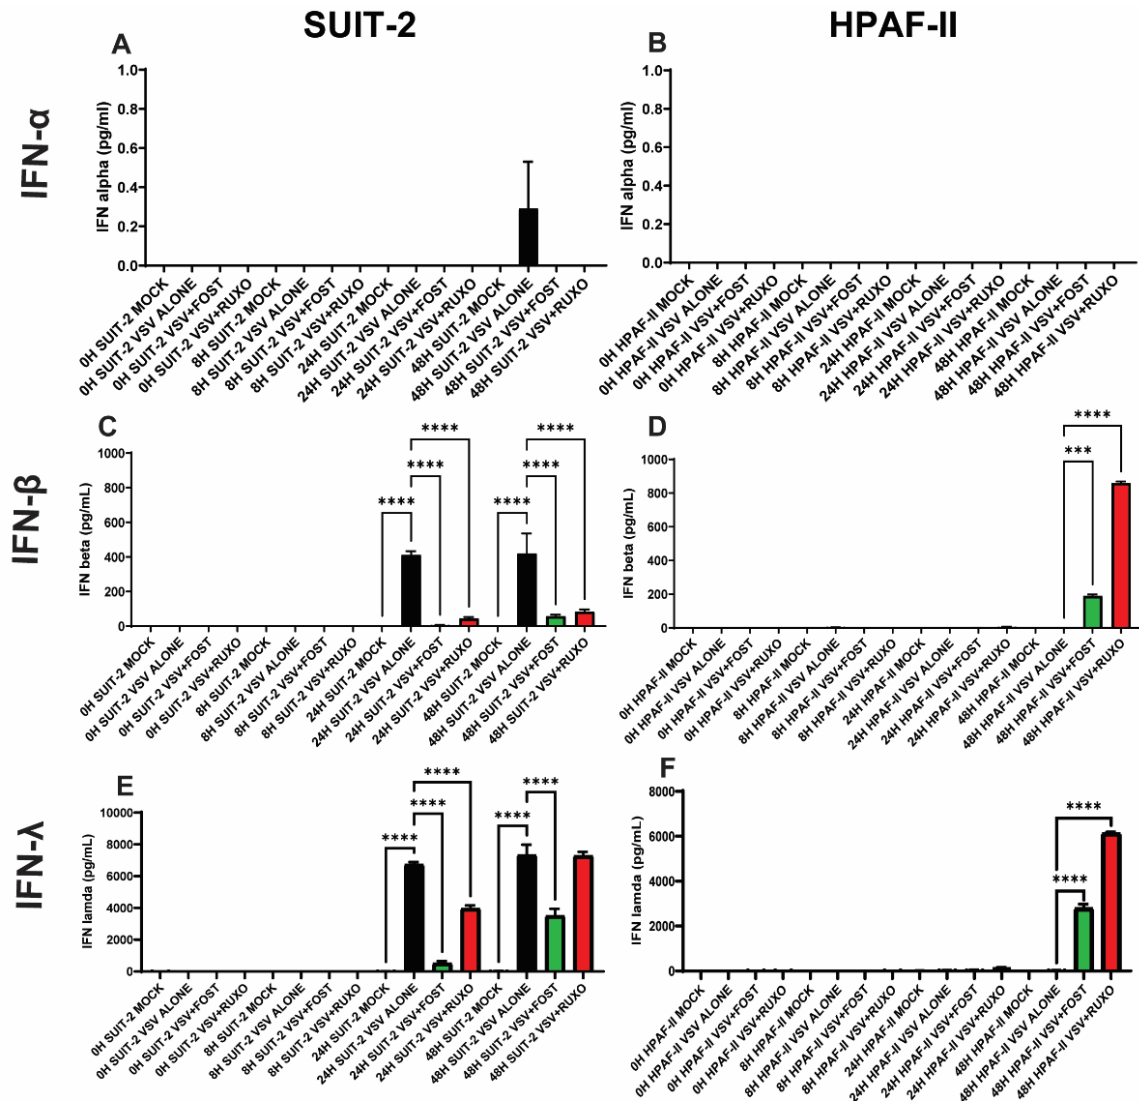 SUIT-2
HPAF-II
IFN-α
A
IFN alpha (pg/ml)
1.0
0.8
0.6
0.4
0.2
0.0
0H SUIT-2 MOCK
0H SUIT-2 VSV ALONE
0H SUIT-2 VSV+FOST
0H SUIT-2 VSV+RUXO
8H SUIT-2 MOCK
8H SUIT-2 VSV ALONE
8H SUIT-2 VSV+FOST
8H SUIT-2 VSV+RUXO
24H SUIT-2 MOCK
24H SUIT-2 VSV ALONE
24H SUIT-2 VSV+FOST
24H SUIT-2 VSV+RUXO
48H SUIT-2 MOCK
48H SUIT-2 VSV ALONE
48H SUIT-2 VSV+FOST
48H SUIT-2 VSV+RUXO
B
IFN alpha (pg/ml)
1.0
0.8
0.6
0.4
0.2
0.0
0H HPAF-II MOCK
0H HPAF-II VSV ALONE
0H HPAF-II VSV+FOST
0H HPAF-II VSV+RUXO
8H HPAF-II MOCK
8H HPAF-II VSV ALONE
8H HPAF-II VSV+FOST
8H HPAF-II VSV+RUXO
24H HPAF-II MOCK
24H HPAF-II VSV ALONE
24H HPAF-II VSV+FOST
24H HPAF-II VSV+RUXO
48H HPAF-II MOCK
48H HPAF-II VSV ALONE
48H HPAF-II VSV+FOST
48H HPAF-II VSV+RUXO
IFN-β
C
IFN beta (pg/mL)
1000
800
600
400
200
0
****
****
****
****
****
****
0H SUIT-2 MOCK
0H SUIT-2 VSV ALONE
0H SUIT-2 VSV+FOST
0H SUIT-2 VSV+RUXO
8H SUIT-2 MOCK
8H SUIT-2 VSV ALONE
8H SUIT-2 VSV+FOST
8H SUIT-2 VSV+RUXO
24H SUIT-2 MOCK
24H SUIT-2 VSV ALONE
24H SUIT-2 VSV+FOST
24H SUIT-2 VSV+RUXO
48H SUIT-2 MOCK
48H SUIT-2 VSV ALONE
48H SUIT-2 VSV+FOST
48H SUIT-2 VSV+RUXO
D
IFN beta (pg/mL)
1000
800
600
400
200
0
****
***
0H HPAF-II MOCK
0H HPAF-II VSV ALONE
0H HPAF-II VSV+FOST
0H HPAF-II VSV+RUXO
8H HPAF-II MOCK
8H HPAF-II VSV ALONE
8H HPAF-II VSV+FOST
8H HPAF-II VSV+RUXO
24H HPAF-II MOCK
24H HPAF-II VSV ALONE
24H HPAF-II VSV+FOST
24H HPAF-II VSV+RUXO
48H HPAF-II MOCK
48H HPAF-II VSV ALONE
48H HPAF-II VSV+FOST
48H HPAF-II VSV+RUXO
IFN-λ
E
IFN lamda (pg/mL)
10000
8000
6000
4000
2000
0
****
****
****
****
****
0H SUIT-2 MOCK
0H SUIT-2 VSV ALONE
0H SUIT-2 VSV+FOST
0H SUIT-2 VSV+RUXO
8H SUIT-2 MOCK
8H SUIT-2 VSV ALONE
8H SUIT-2 VSV+FOST
8H SUIT-2 VSV+RUXO
24H SUIT-2 MOCK
24H SUIT-2 VSV ALONE
24H SUIT-2 VSV+FOST
24H SUIT-2 VSV+RUXO
48H SUIT-2 MOCK
48H SUIT-2 VSV ALONE
48H SUIT-2 VSV+FOST
48H SUIT-2 VSV+RUXO
F
IFN lamda (pg/mL)
8000
6000
4000
2000
0
****
****
0H HPAF-II MOCK
0H HPAF-II VSV ALONE
0H HPAF-II VSV+FOST
0H HPAF-II VSV+RUXO
8H HPAF-II MOCK
8H HPAF-II VSV ALONE
8H HPAF-II VSV+FOST
8H HPAF-II VSV+RUXO
24H HPAF-II MOCK
24H HPAF-II VSV ALONE
24H HPAF-II VSV+FOST
24H HPAF-II VSV+RUXO
48H HPAF-II MOCK
48H HPAF-II VSV ALONE
48H HPAF-II VSV+FOST
48H HPAF-II VSV+RUXO